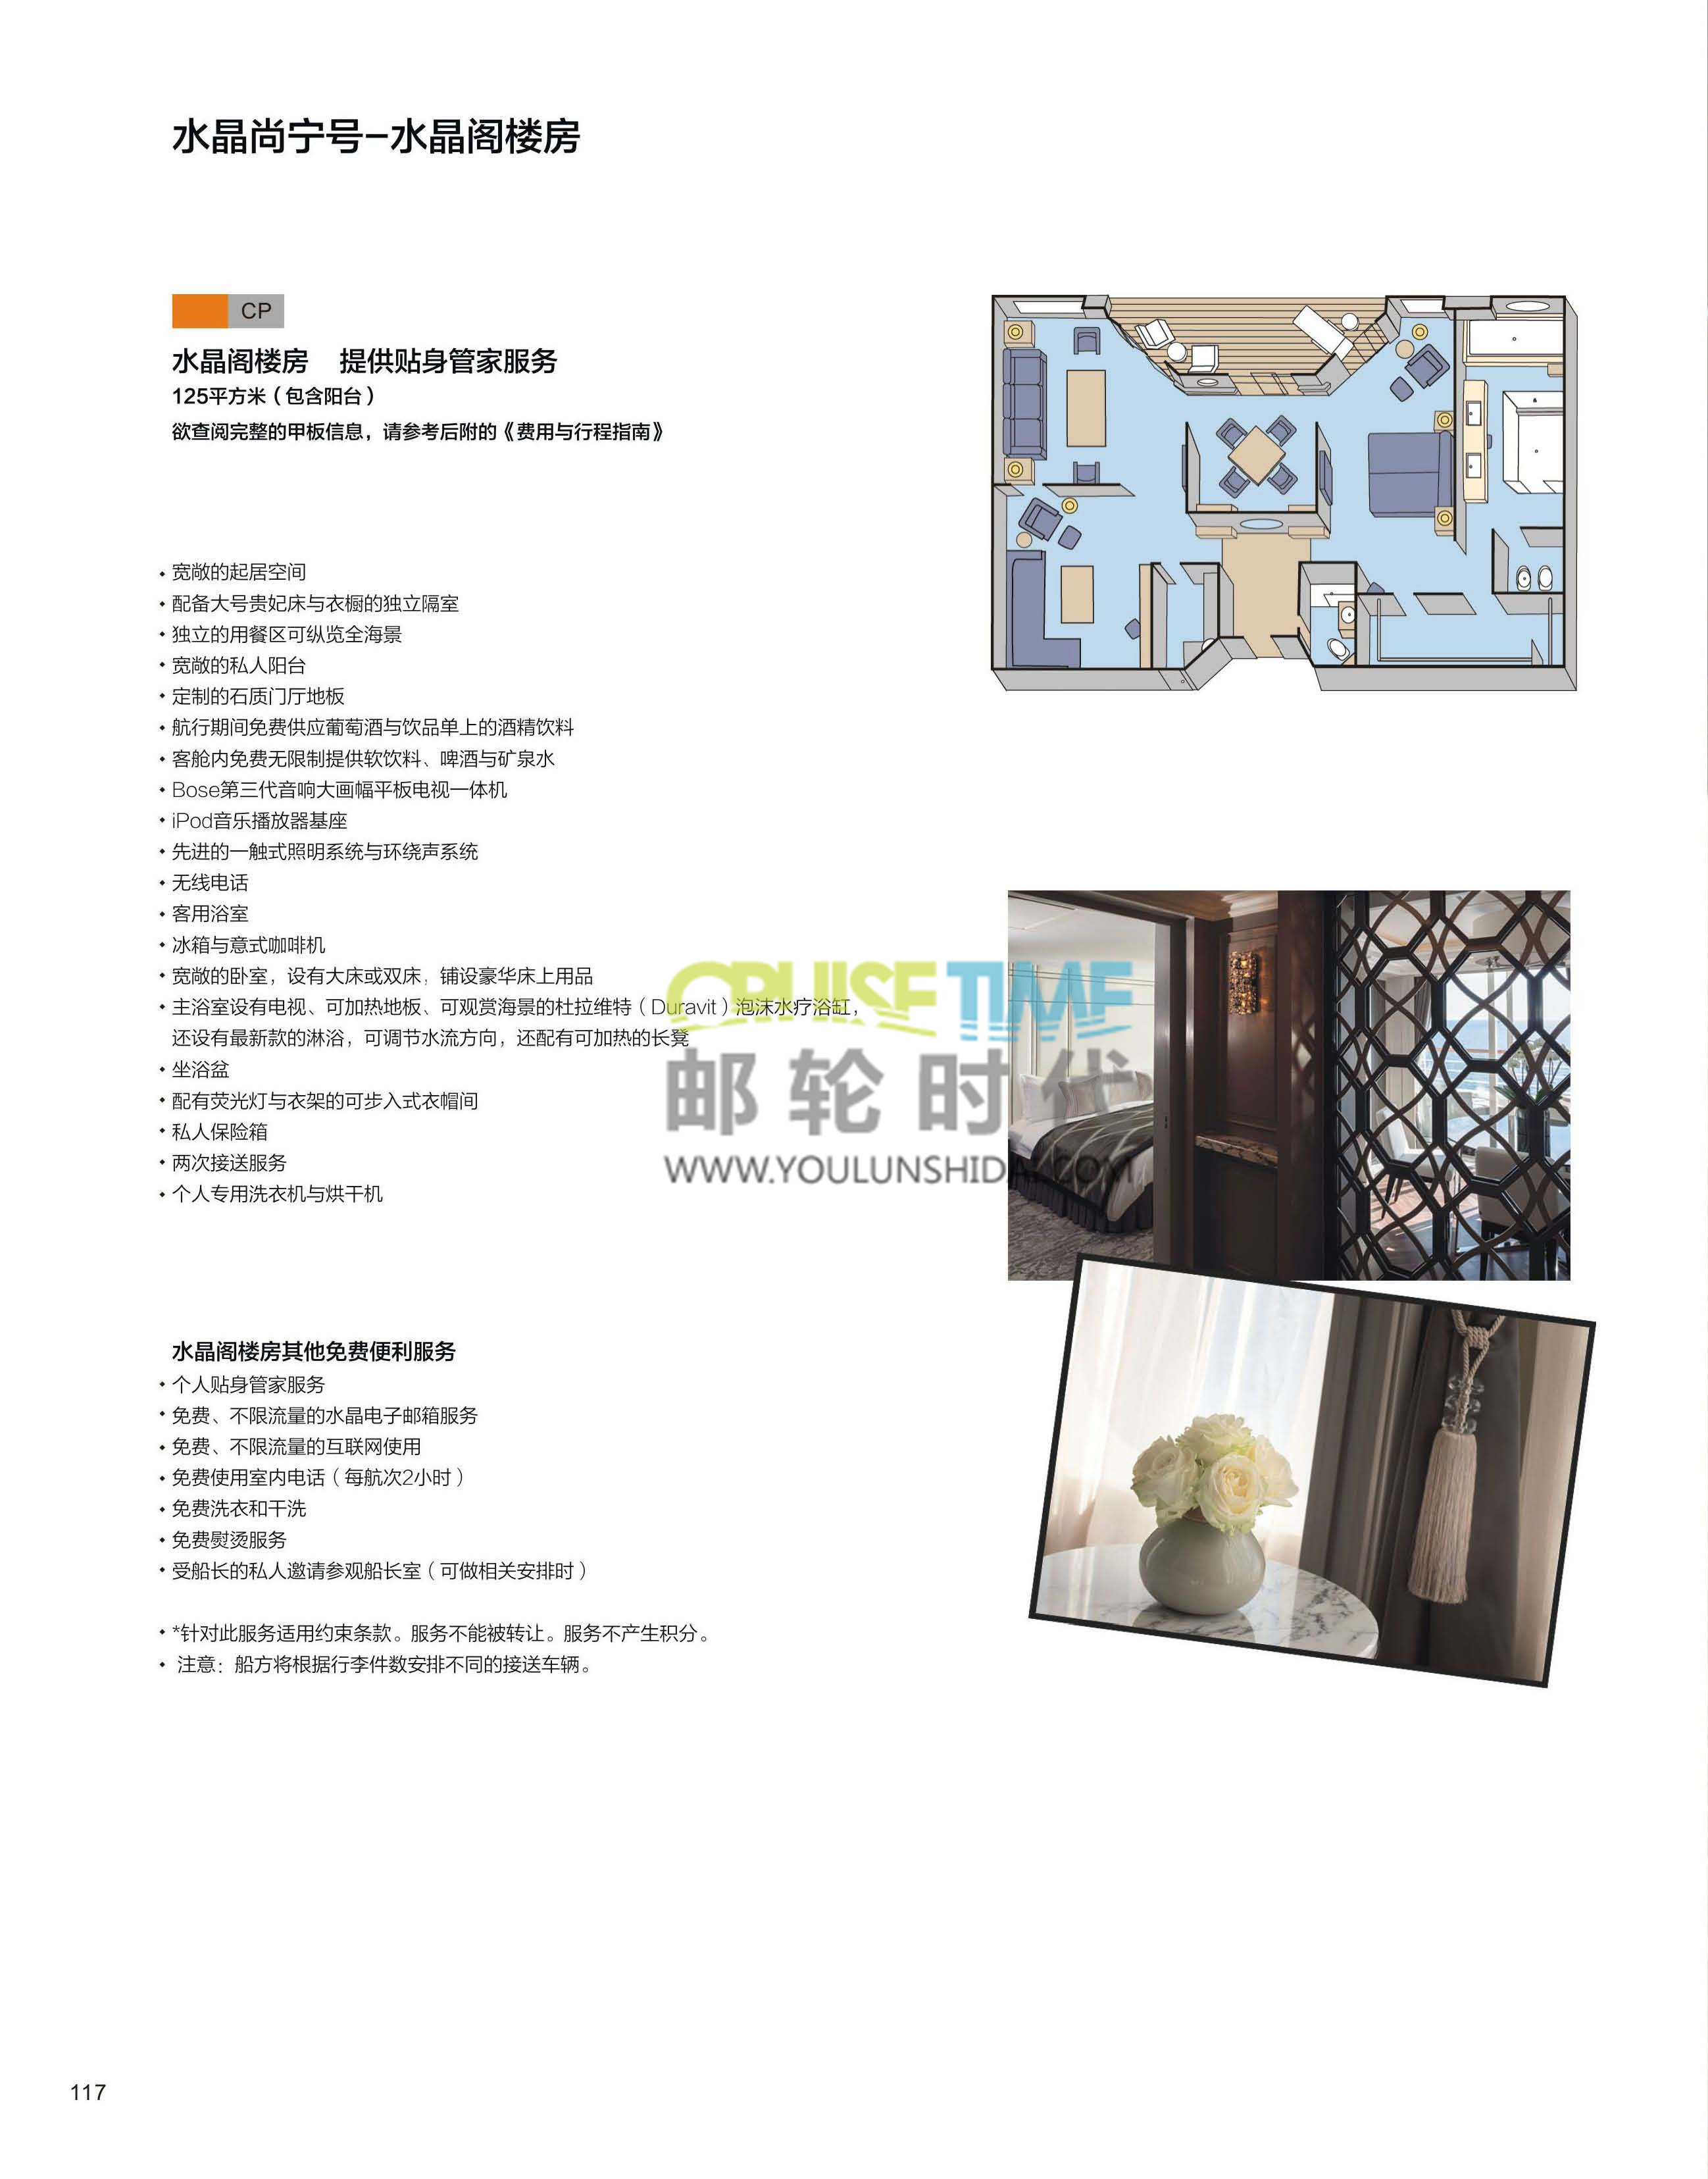 水晶尚宁号–水晶阁楼房
CP
水晶阁楼房 提供贴身管家服务
125平方米（包含阳台）
欲查阅完整的甲板信息，请参考后附的《费用与行程指南》
• 宽敞的起居空间
• 配备大号贵妃床与衣橱的独立隔室
• 独立的用餐区可纵览全海景
• 宽敞的私人阳台
• 定制的石质门厅地板
• 航行期间免费供应葡萄酒与饮品单上的酒精饮料
• 客舱内免费无限制提供软饮料、啤酒与矿泉水
• Bose第三代音响大画幅平板电视一体机
• iPod音乐播放器基座
• 先进的一触式照明系统与环绕声系统
• 无线电话
• 客用浴室
• 冰箱与意式咖啡机
• 宽敞的卧室，设有大床或双床，铺设豪华床上用品
• 主浴室设有电视、可加热地板、可观赏海景的杜拉维特（Duravit）泡沫水疗浴缸，
还设有最新款的淋浴，可调节水流方向，还配有可加热的长凳
• 坐浴盆
• 配有荧光灯与衣架的可步入式衣帽间
• 私人保险箱
• 两次接送服务
• 个人专用洗衣机与烘干机
CRUISE TIME
邮轮时代
WWW.YOULUNSHIDAI.COM
水晶阁楼房其他免费便利服务
• 个人贴身管家服务
• 免费、不限流量的水晶电子邮箱服务
• 免费、不限流量的互联网使用
• 免费使用室内电话（每航次2小时）
• 免费洗衣和干洗
• 免费熨烫服务
• 受船长的私人邀请参观船长室（可做相关安排时）
• *针对此服务适用约束条款。服务不能被转让。服务不产生积分。
• 注意：船方将根据行李件数安排不同的接送车辆。
117